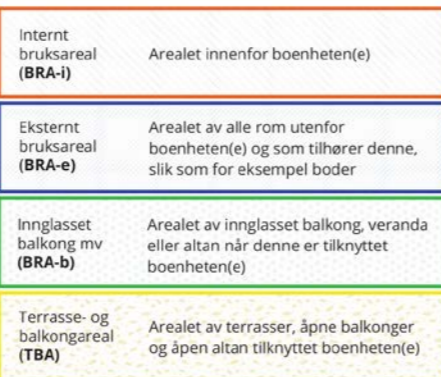 Internt
bruksareal
(BRA-i)
Arealet innenfor boenheten(e)
Eksternt
bruksareal
(BRA-e)
Arealet av alle rom utenfor
boenheten(e) og som tilhører denne,
slik som for eksempel boder
Innglasset
balkong mv
(BRA-b)
Arealet av innglasset balkong, veranda
eller altan når denne er tilknyttet
boenheten(e)
Terrasse- og
balkongareal
(TBA)
Arealet av terrasser, åpne balkonger
og åpen altan tilknyttet boenheten(e)